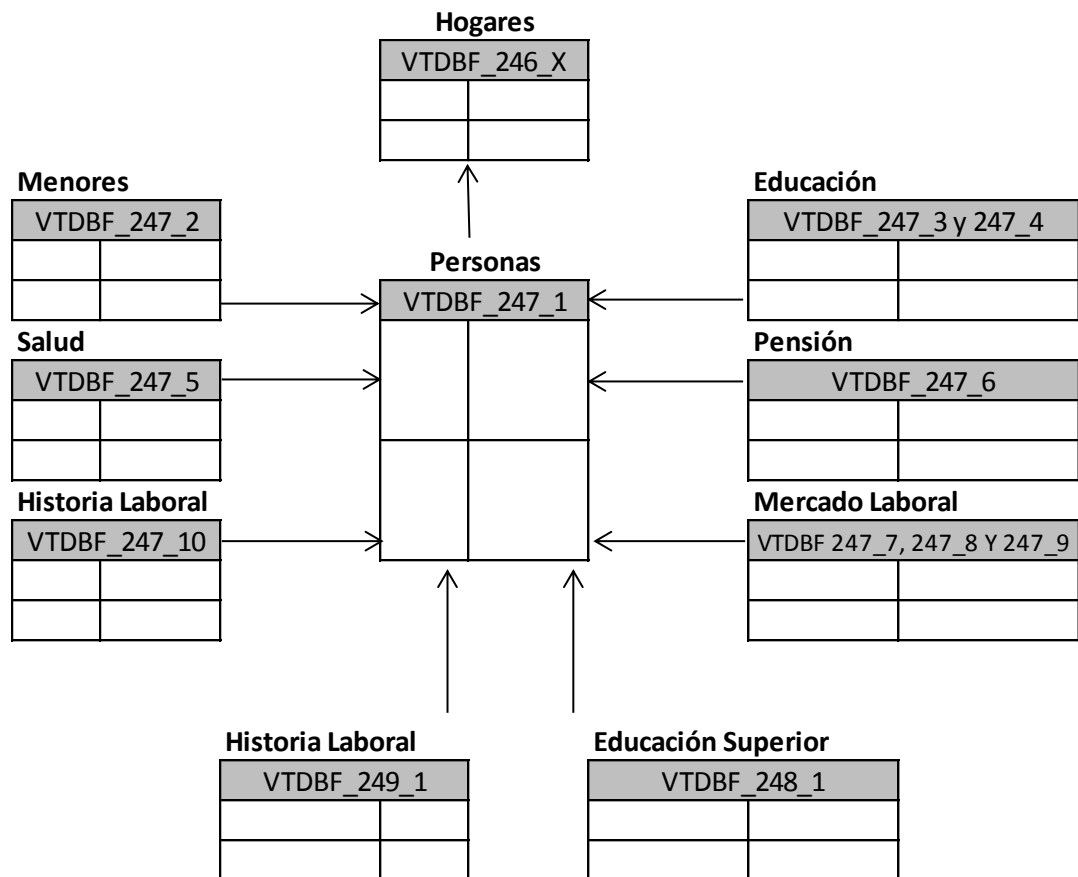 Hogares
VTDBF_246_X
Menores
VTDBF_247_2
Educación
VTDBF_247_3 y 247_4
Personas
VTDBF_247_1
Salud
VTDBF_247_5
Pensión
VTDBF_247_6
Historia Laboral
VTDBF_247_10
Mercado Laboral
VTDBF 247_7, 247_8 Y 247_9
Historia Laboral
VTDBF_249_1
Educación Superior
VTDBF_248_1